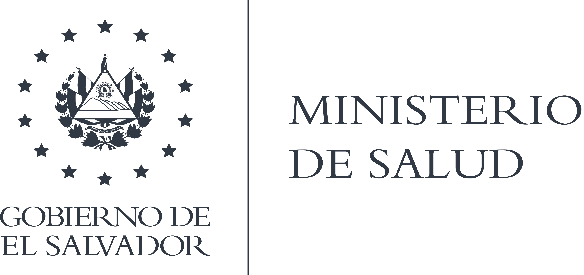 GOBIERNO DE
EL SALVADOR
MINISTERIO
DE SALUD